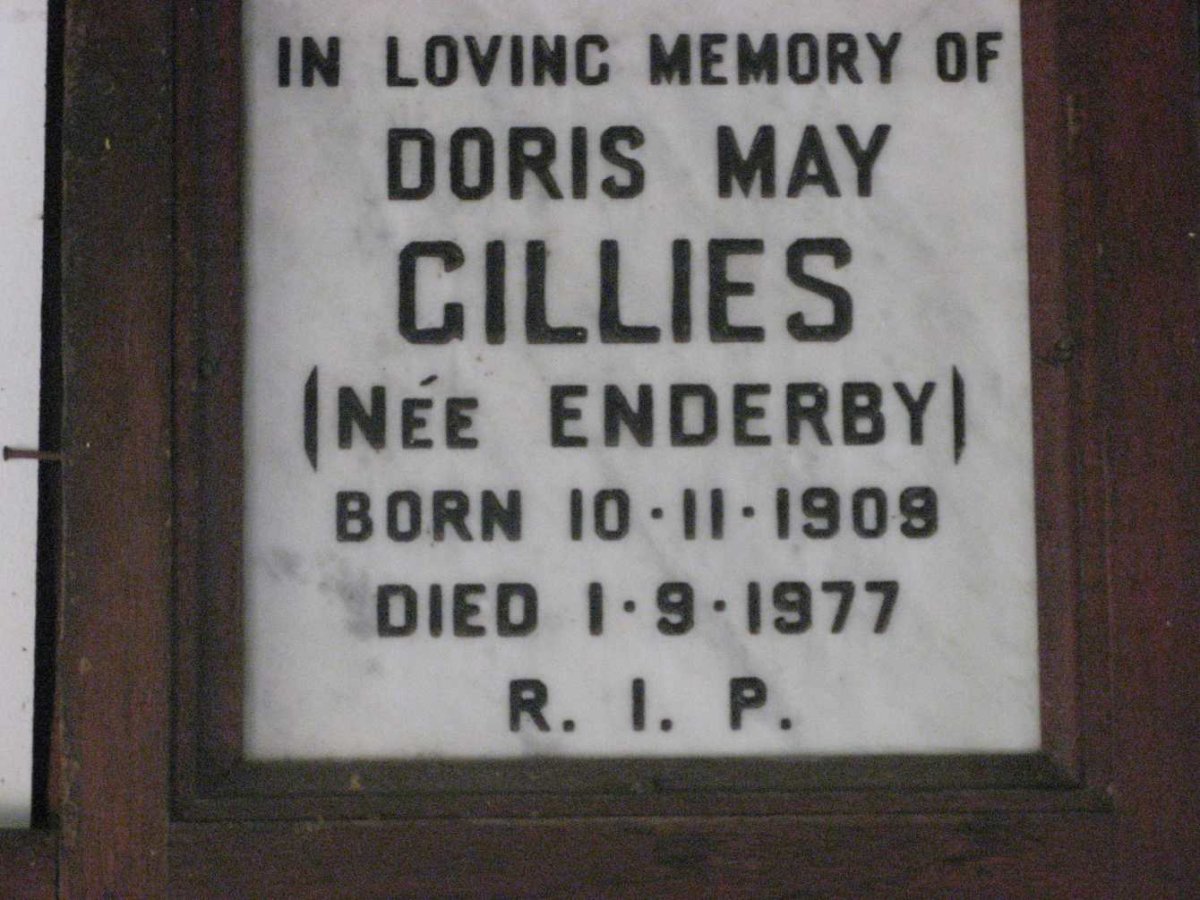 IN LOVING MEMORY OF
DORIS MAY
GILLIES
(NÉE ENDERBY)
BORN 10·11·1909
DIED 1·9·1977
R. I. P.